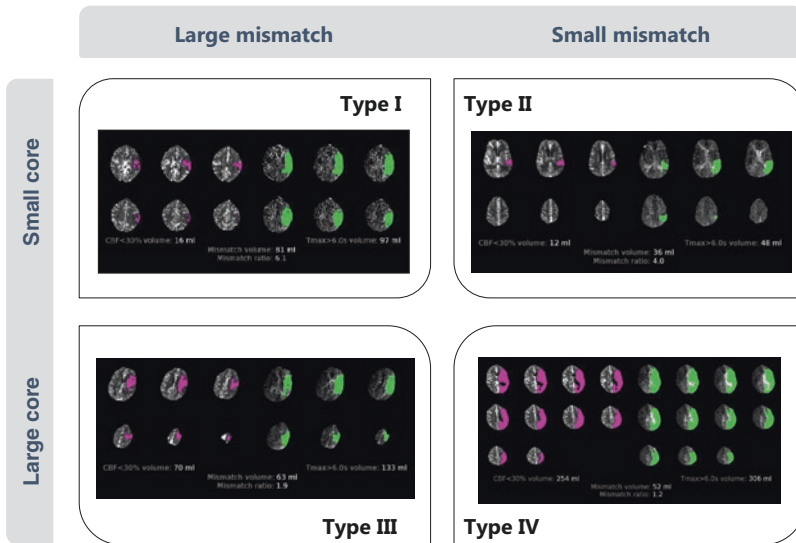 Large mismatch
Small mismatch
Small core
Type I
CBF<30% volume: 16 ml
Tmax>6.0s volume: 97 ml
Mismatch volume: 81 ml
Mismatch ratio: 6.1
Type II
CBF<30% volume: 12 ml
Tmax>6.0s volume: 48 ml
Mismatch volume: 36 ml
Mismatch ratio: 4.0
Large core
CBF<30% volume: 70 ml
Tmax>6.0s volume: 133 ml
Mismatch volume: 63 ml
Mismatch ratio: 1.9
Type III
CBF<30% volume: 254 ml
Tmax>6.0s volume: 306 ml
Mismatch volume: 52 ml
Mismatch ratio: 1.2
Type IV